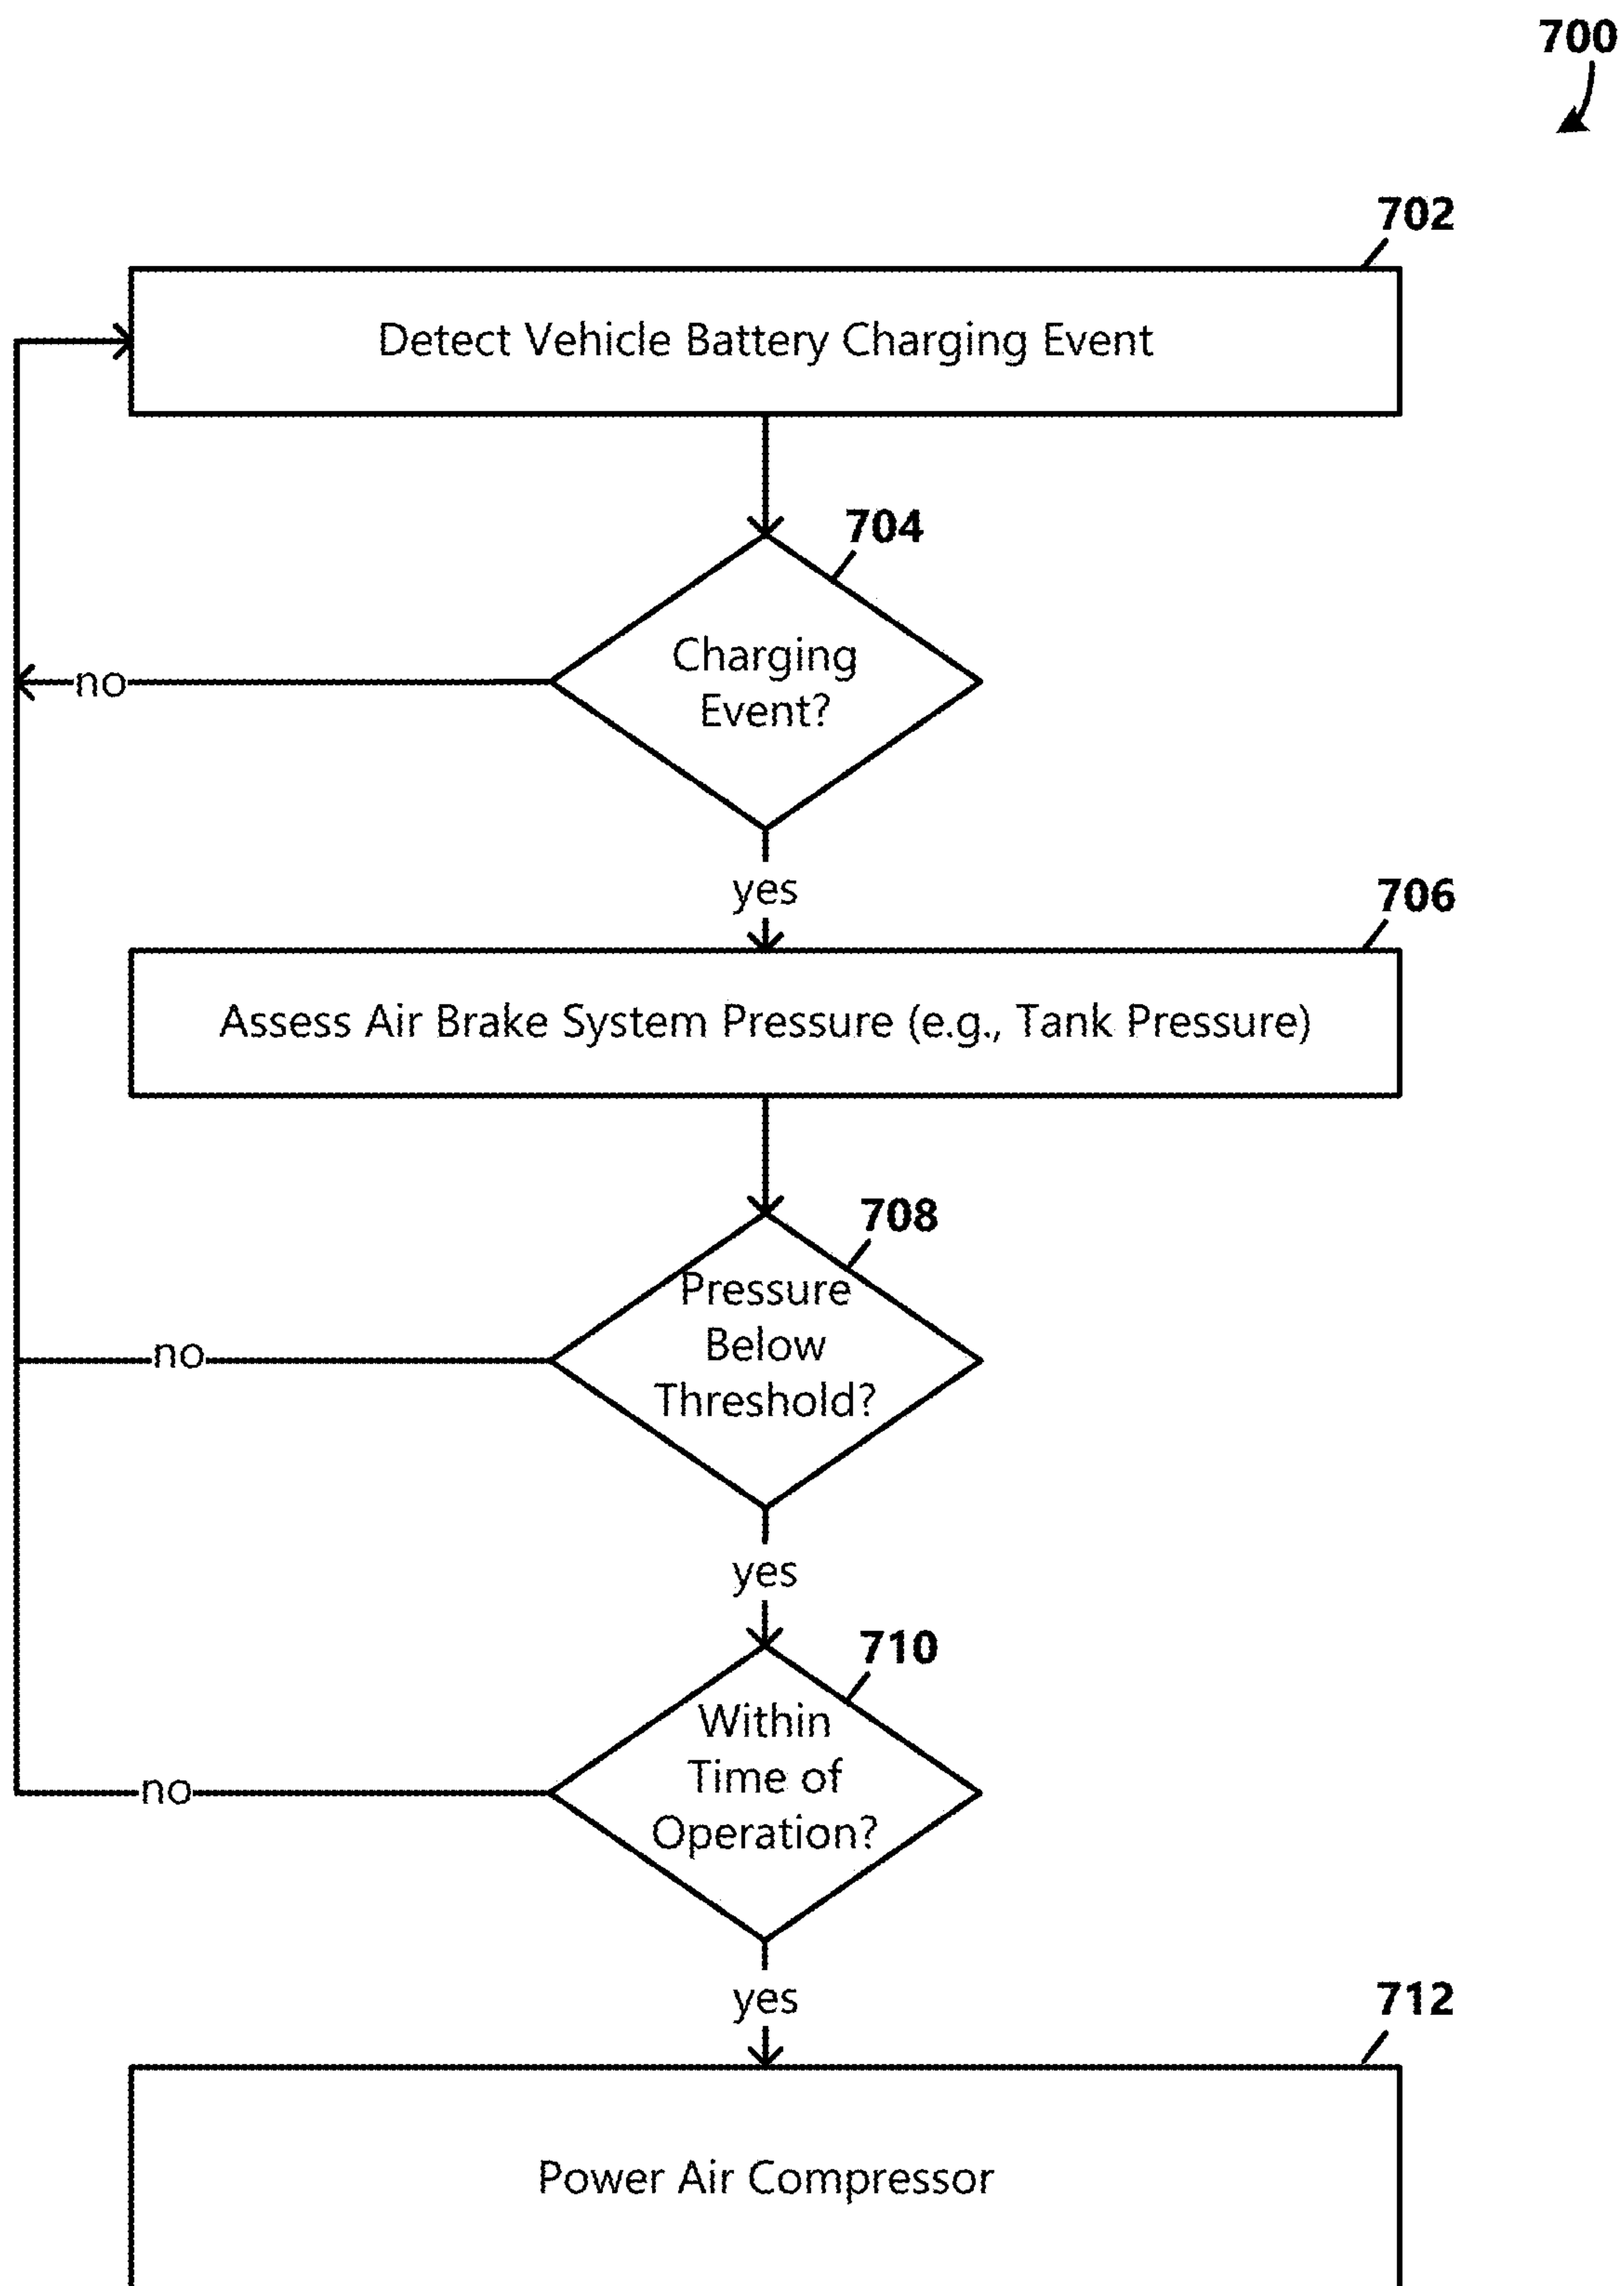 700
702
Detect Vehicle Battery Charging Event
704
Charging
Event?
no
yes
706
Assess Air Brake System Pressure (e.g., Tank Pressure)
708
Pressure
Below
Threshold?
no
yes
710
Within
Time of
Operation?
no
yes
712
Power Air Compressor